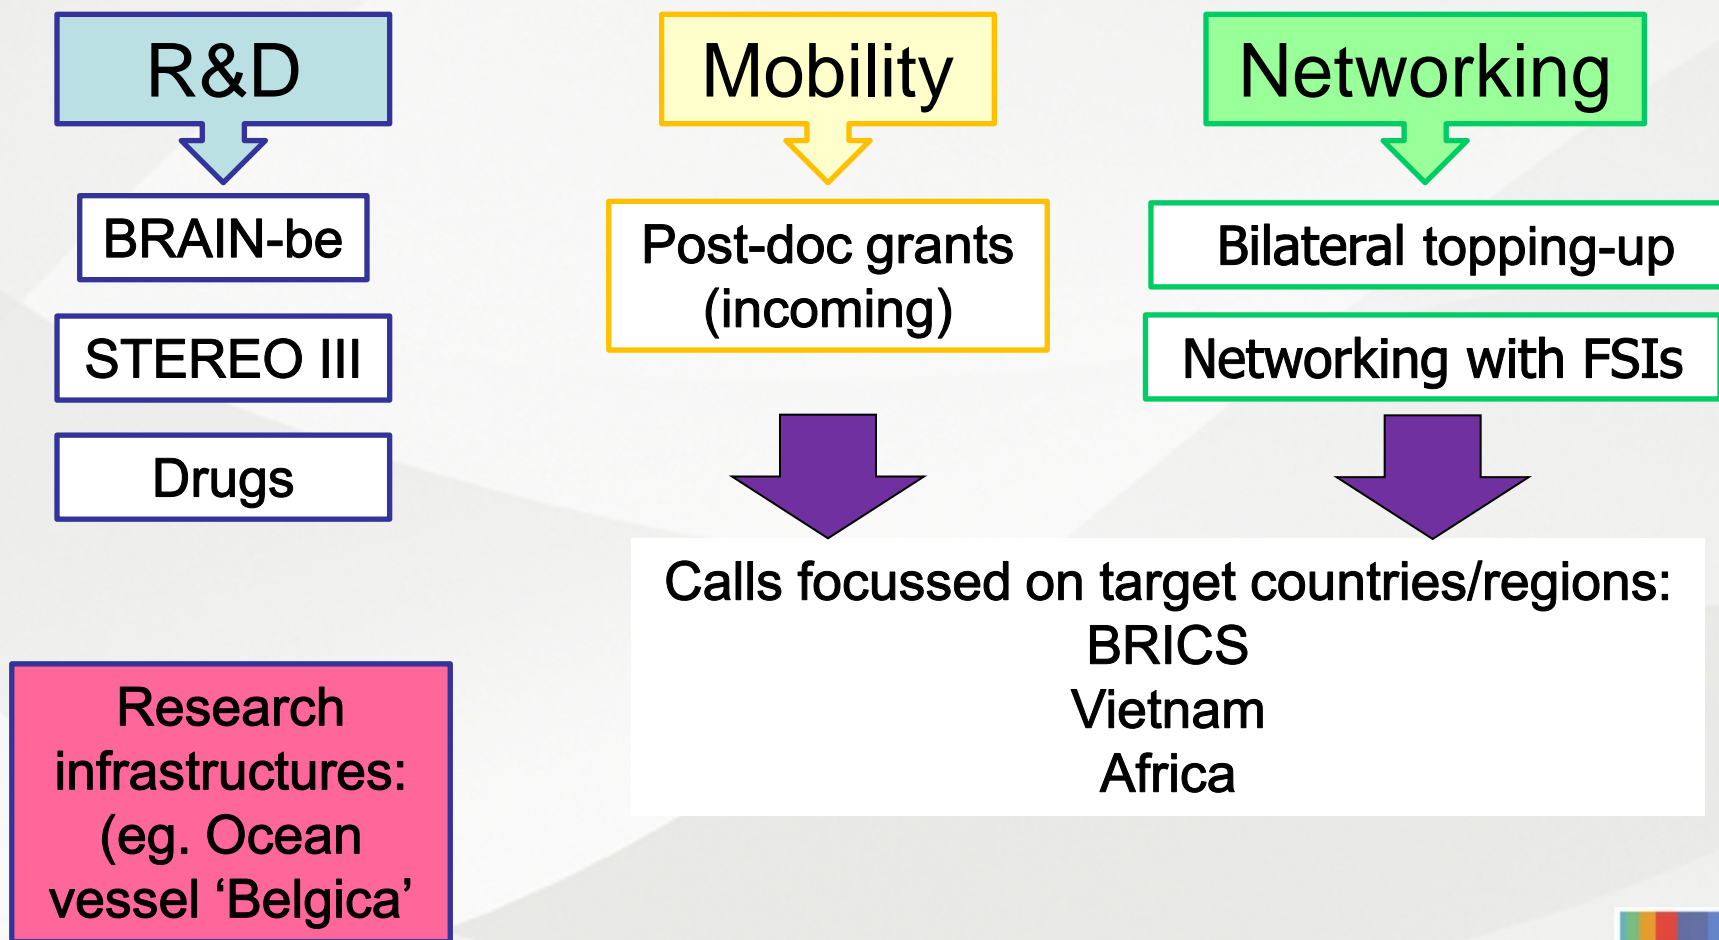 R&D
BRAIN-be
STEREO III
Drugs
Research
infrastructures:
(eg. Ocean
vessel ‘Belgica’
Mobility
Post-doc grants
(incoming)
Networking
Bilateral topping-up
Networking with FSIs
Calls focussed on target countries/regions:
BRICS
Vietnam
Africa